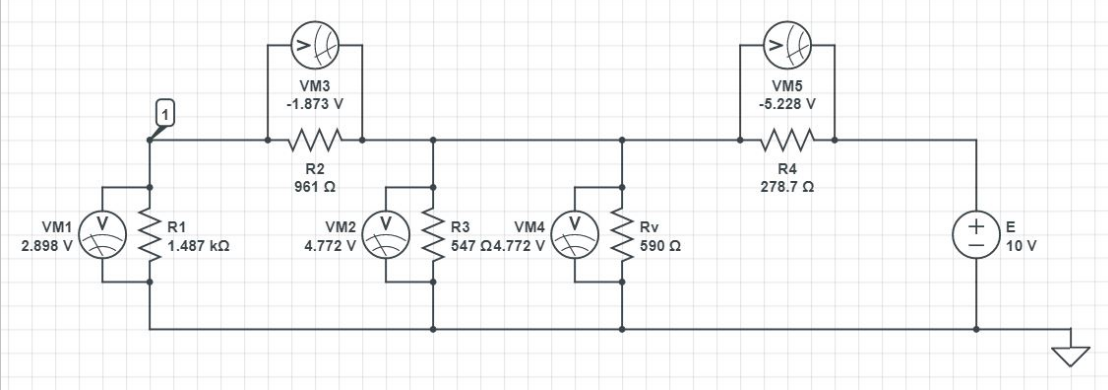 V
V
VM3
-1.873 V
VM5
-5.228 V
1
R2
961 Ω
R4
278.7 Ω
V
VM1
2.898 V
R1
1.487 kΩ
V
VM2
4.772 V
R3
547 Ω
V
VM4
4.772 V
Rv
590 Ω
+
−
E
10 V